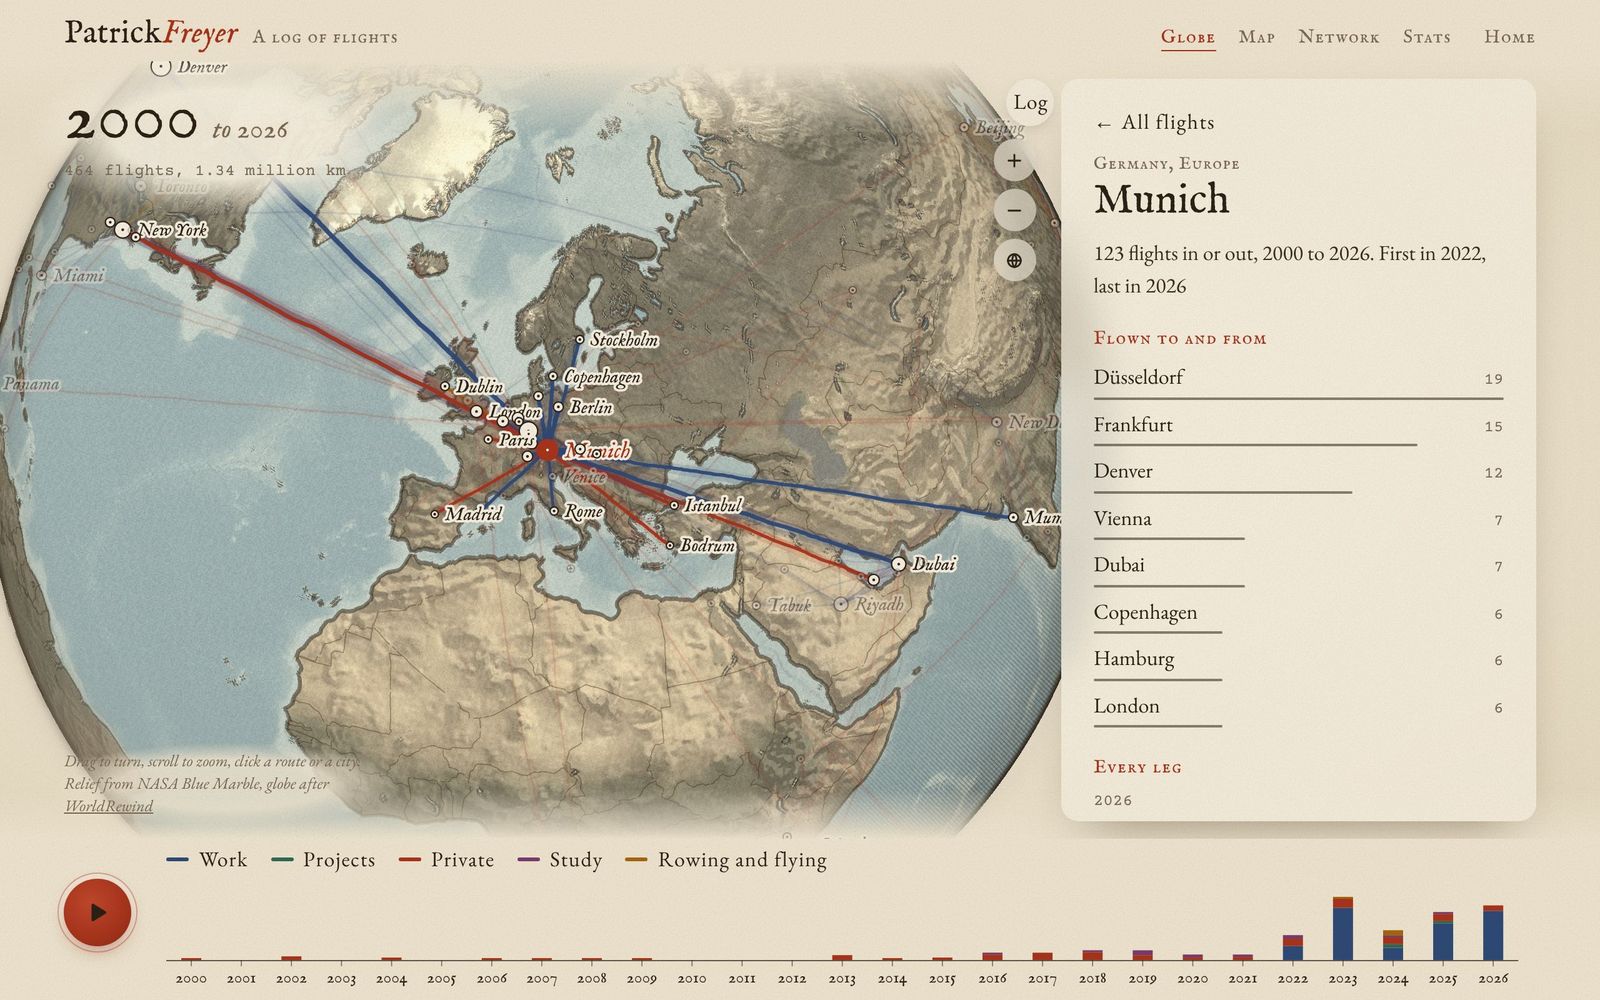 PatrickFreyer A log of flights
Globe Map Network Stats Home
Denver
2000 to 2026
464 flights, 1.34 million km
Toronto
New York
Miami
Panama
Log
Beijing
+
−
Stockholm
Copenhagen
Dublin
Berlin
London
Paris
Munich
Venice
New D
Madrid
Rome
Istanbul
Mum
Bodrum
Dubai
Tabuk
Riyadh
Drag to turn, scroll to zoom, click a route or a city.
Relief from NASA Blue Marble, globe after
WorldRewind
← All flights
Germany, Europe
Munich
123 flights in or out, 2000 to 2026. First in 2022,
last in 2026
Flown to and from
Düsseldorf 19
Frankfurt 15
Denver 12
Vienna 7
Dubai 7
Copenhagen 6
Hamburg 6
London 6
Every leg
2026
Work Projects Private Study Rowing and flying
2000 2001 2002 2003 2004 2005 2006 2007 2008 2009 2010 2011 2012 2013 2014 2015 2016 2017 2018 2019 2020 2021 2022 2023 2024 2025 2026